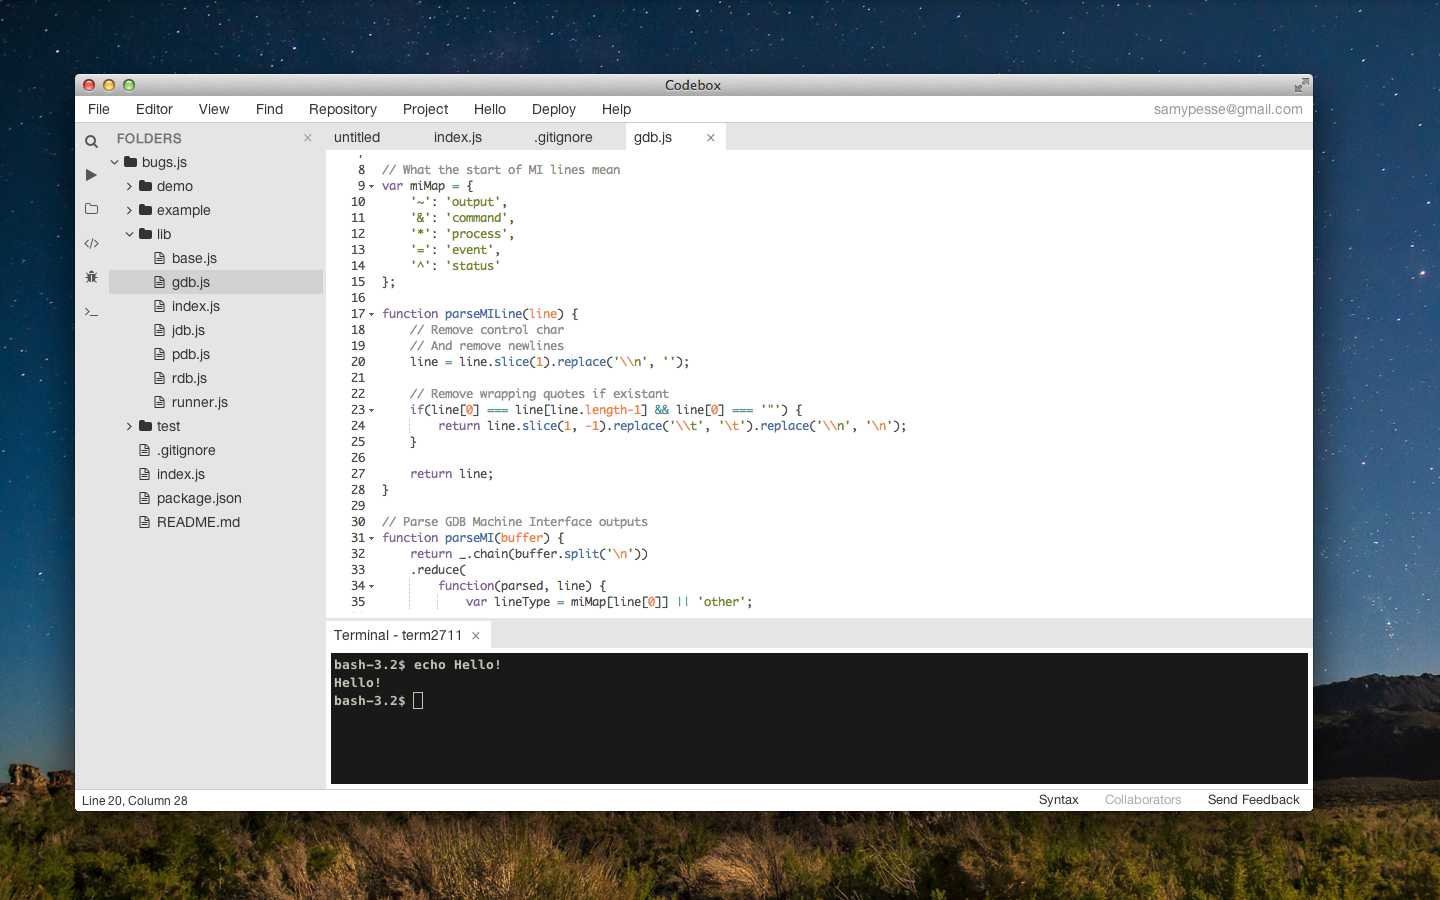 Codebox
File Editor View Find Repository Project Hello Deploy Help samypesse@gmail.com
FOLDERS ×
bugs.js
demo
example
lib
base.js
gdb.js
index.js
jdb.js
pdb.js
rdb.js
runner.js
test
.gitignore
index.js
package.json
README.md
untitled index.js .gitignore gdb.js ×
8 // What the start of MI lines mean
9 var miMap = {
10     '~': 'output',
11     '&': 'command',
12     '*': 'process',
13     '=': 'event',
14     '^': 'status'
15 };
16
17 function parseMILine(line) {
18     // Remove control char
19     // And remove newlines
20     line = line.slice(1).replace('\\n', '');
21
22     // Remove wrapping quotes if existant
23     if(line[0] === line[line.length-1] && line[0] === '"') {
24         return line.slice(1, -1).replace('\\t', '\t').replace('\\n', '\n');
25     }
26
27     return line;
28 }
29
30 // Parse GDB Machine Interface outputs
31 function parseMI(buffer) {
32     return _.chain(buffer.split('\n'))
33     .reduce(
34         function(parsed, line) {
35             var lineType = miMap[line[0]] || 'other';
Terminal - term2711 ×
bash-3.2$ echo Hello!
Hello!
bash-3.2$
Line 20, Column 28 Syntax Collaborators Send Feedback